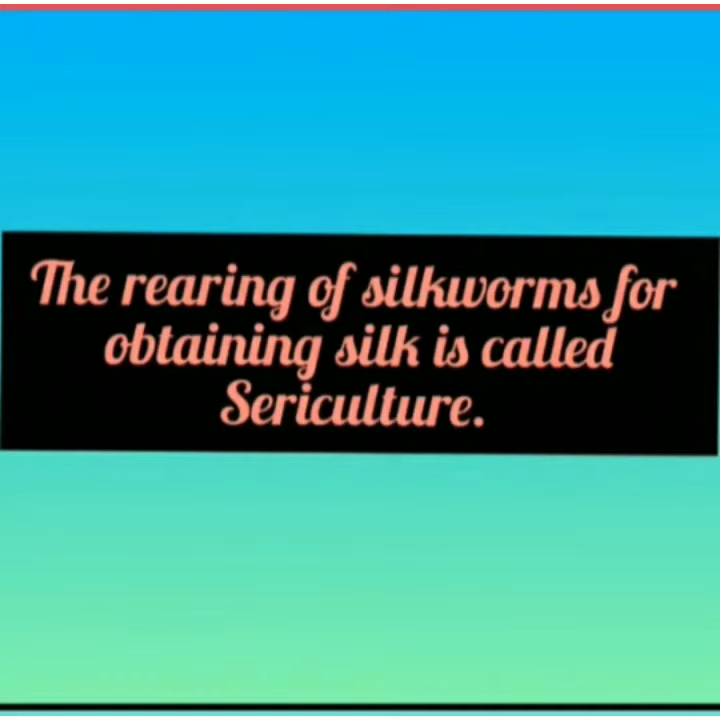 The rearing of silkworms for
obtaining silk is called
Sericulture.